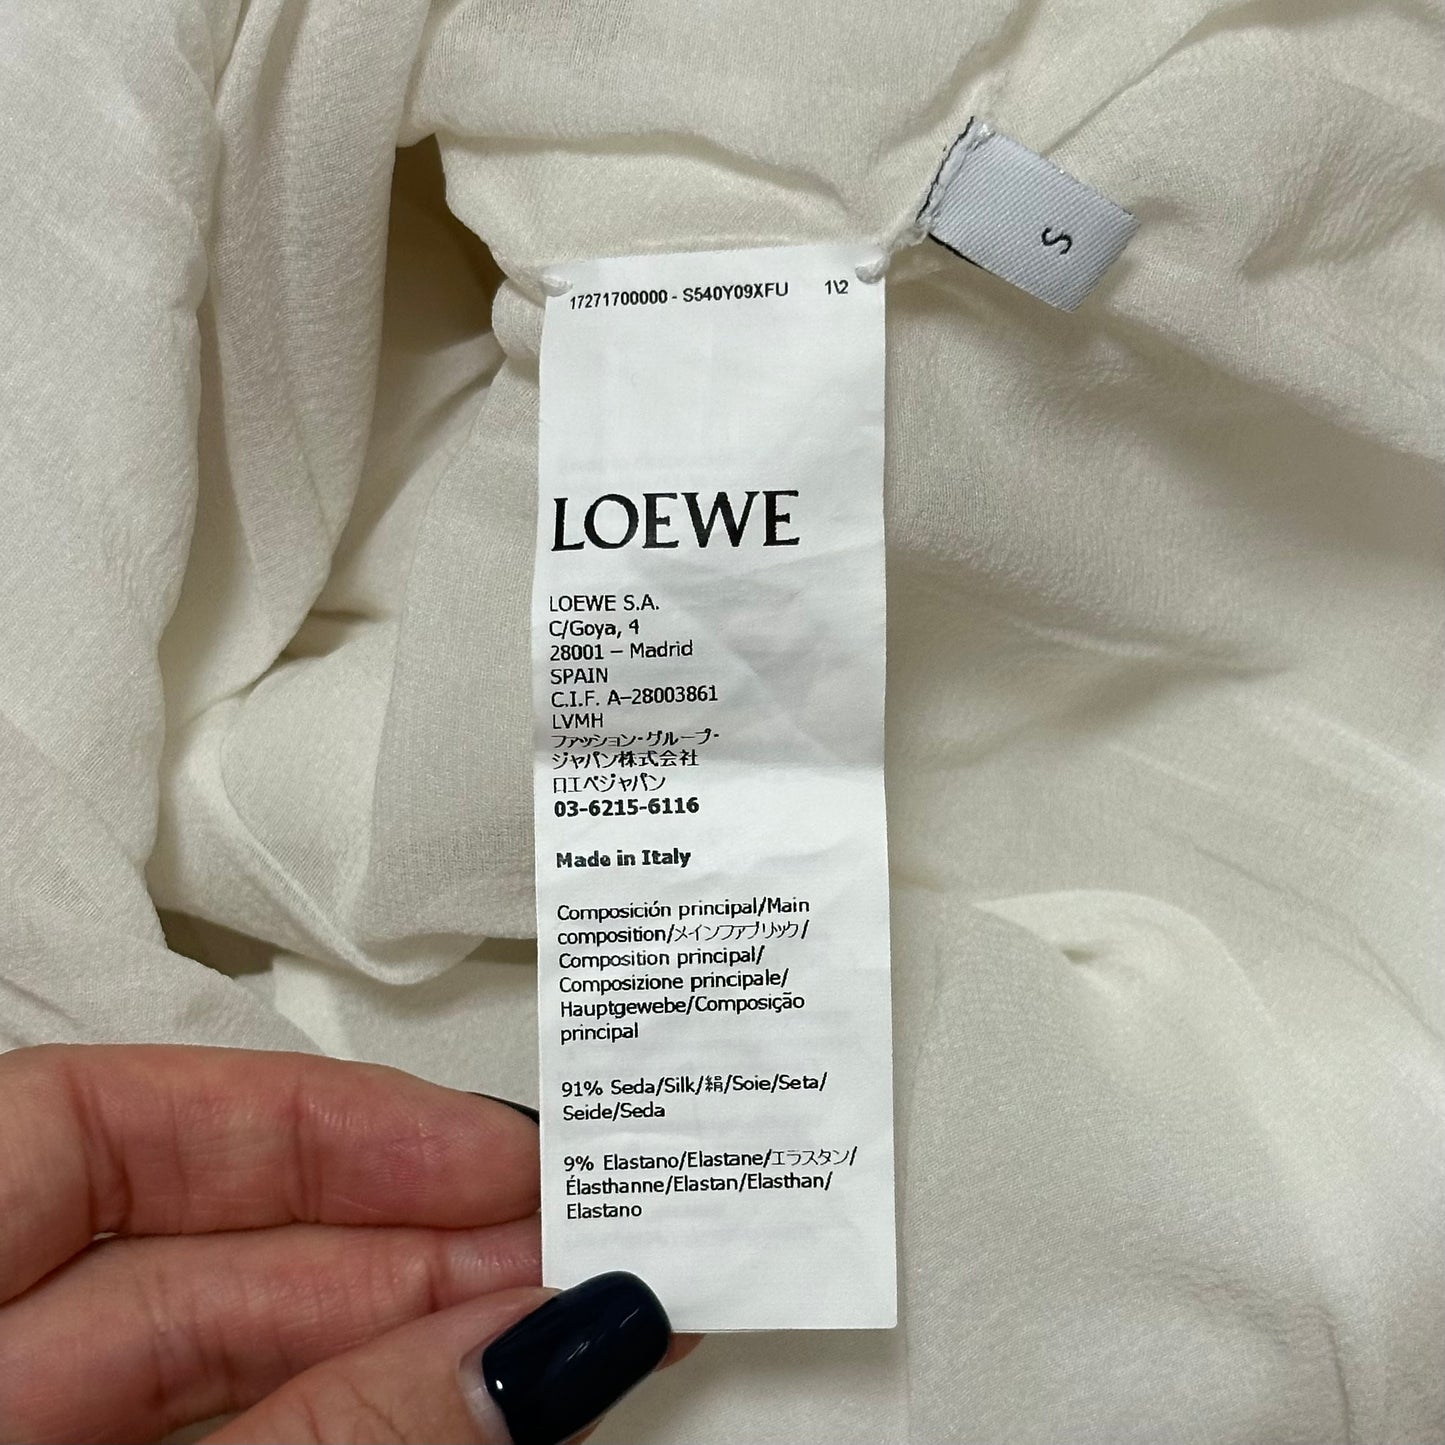 S
17271700000 - S540Y09XFU 1\2
LOEWE
LOEWE S.A.
C/Goya, 4
28001 – Madrid
SPAIN
C.I.F. A–28003861
LVMH
ファッション・グループ・
ジャパン株式会社
ロエベジャパン
03-6215-6116
Made in Italy
Composición principal/Main
composition/メインファブリック/
Composition principal/
Composizione principale/
Hauptgewebe/Composição
principal
91% Seda/Silk/絹/Soie/Seta/
Seide/Seda
9% Elastano/Elastane/エラスタン/
Élasthanne/Elastan/Elasthan/
Elastano